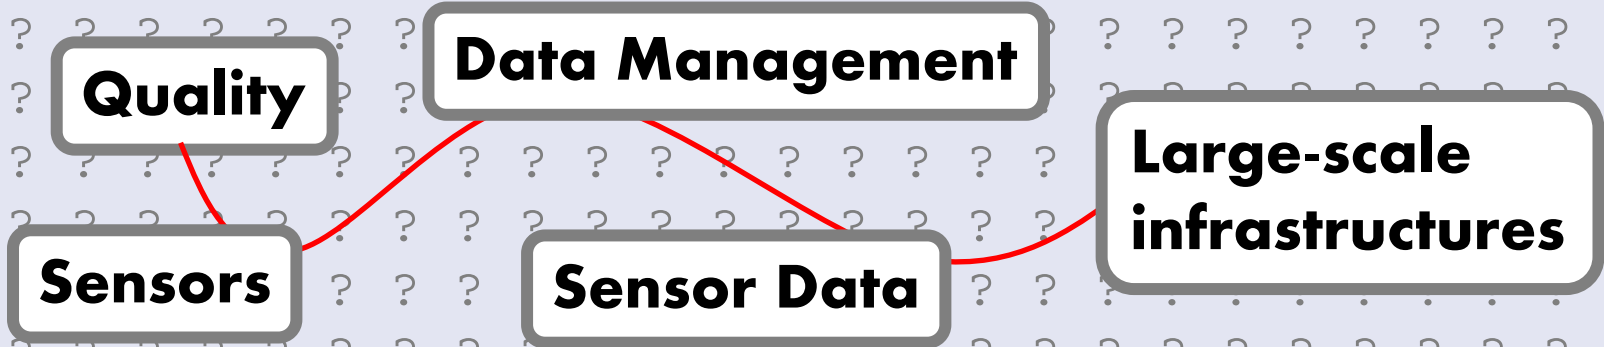 Quality
Data Management
Large-scale
infrastructures
Sensors
Sensor Data